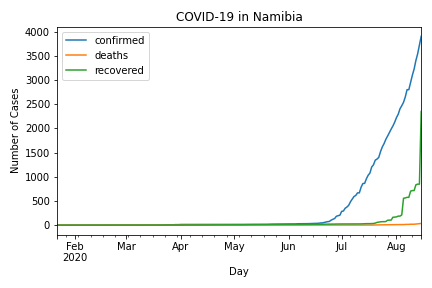 COVID-19 in Namibia
confirmed
deaths
recovered
4000
3500
3000
2500
2000
1500
1000
500
0
Number of Cases
Feb Mar Apr May Jun Jul Aug
2020
Day